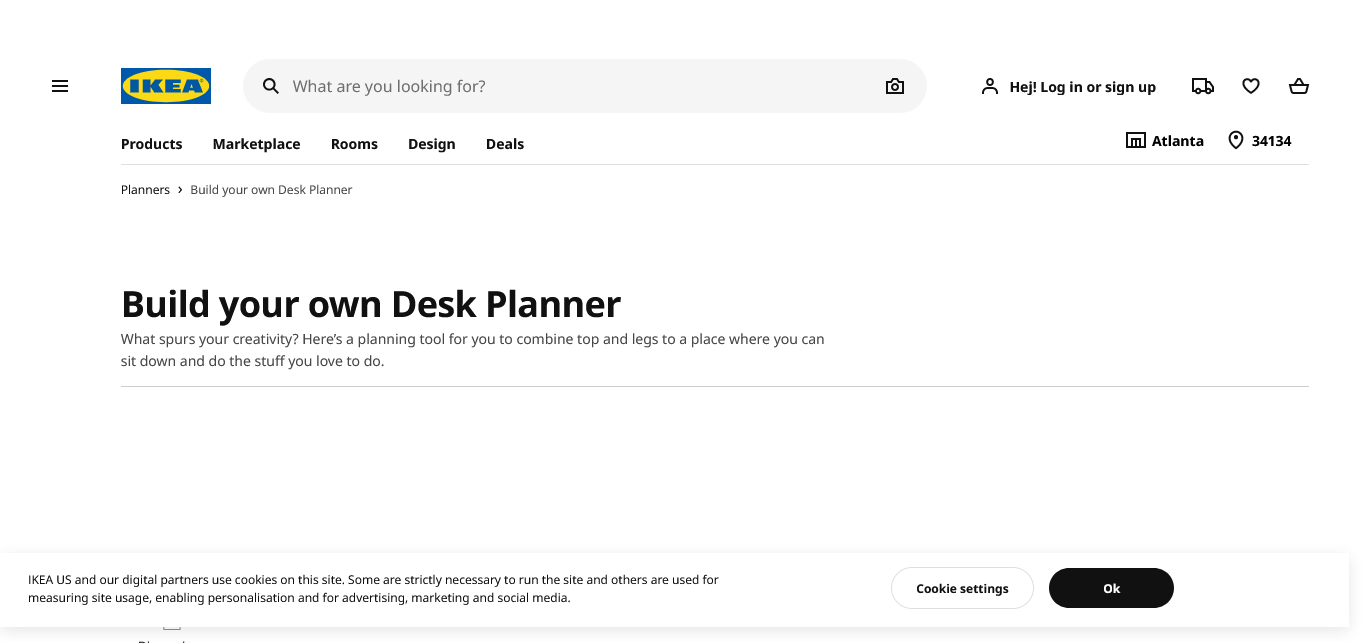 IKEA
What are you looking for?
Hej! Log in or sign up
Products
Marketplace
Rooms
Design
Deals
Atlanta
34134
Planners › Build your own Desk Planner
Build your own Desk Planner
What spurs your creativity? Here’s a planning tool for you to combine top and legs to a place where you can
sit down and do the stuff you love to do.
IKEA US and our digital partners use cookies on this site. Some are strictly necessary to run the site and others are used for
measuring site usage, enabling personalisation and for advertising, marketing and social media.
Cookie settings
Ok